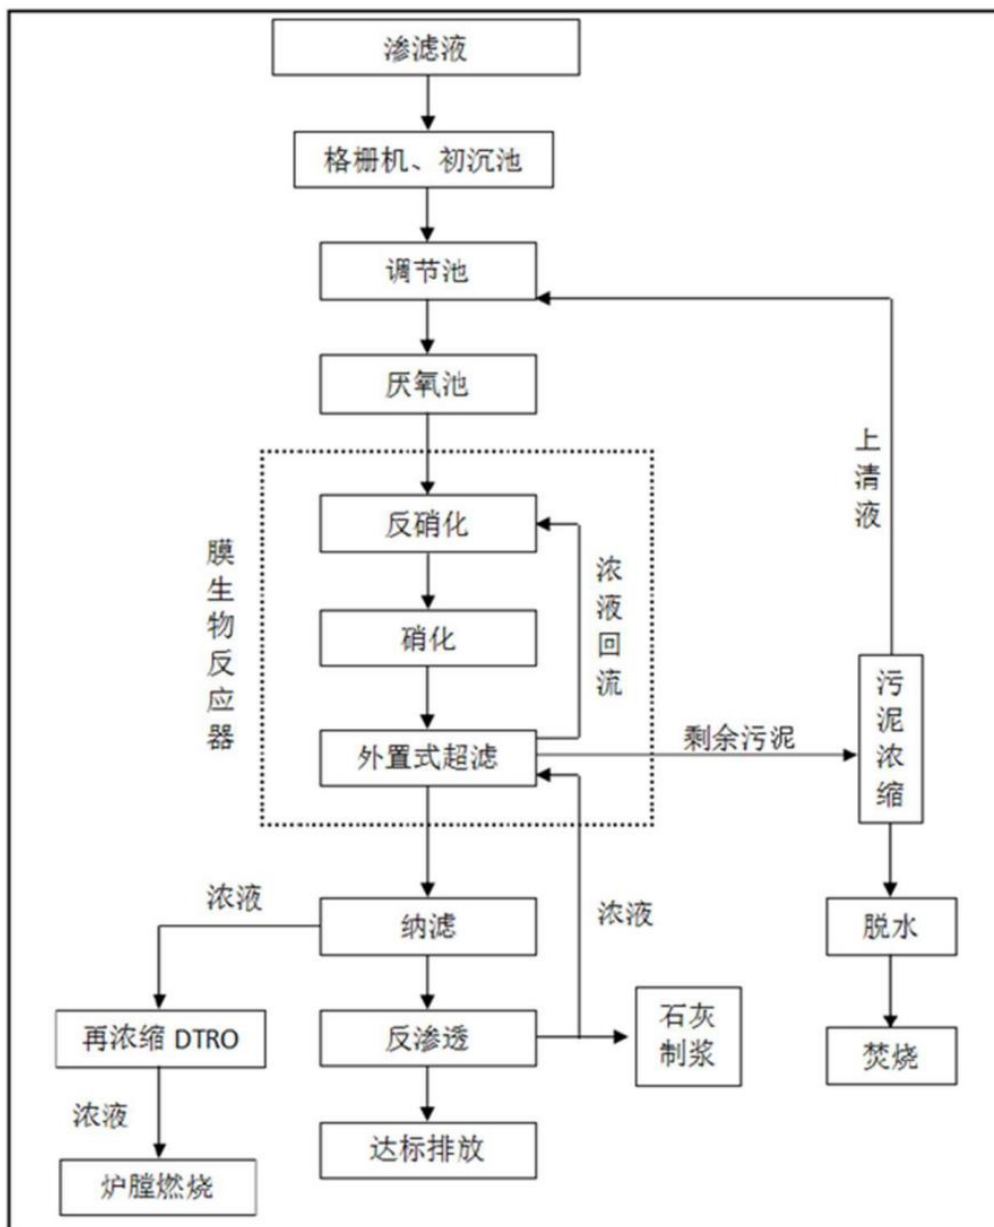 渗滤液
格栅机、初沉池
调节池
厌氧池
上清液
膜生物反应器
反硝化
浓液回流
硝化
外置式超滤
剩余污泥
污泥浓缩
浓液
纳滤
浓液
脱水
再浓缩 DTRO
反渗透
石灰
制浆
焚烧
浓液
达标排放
炉膛燃烧